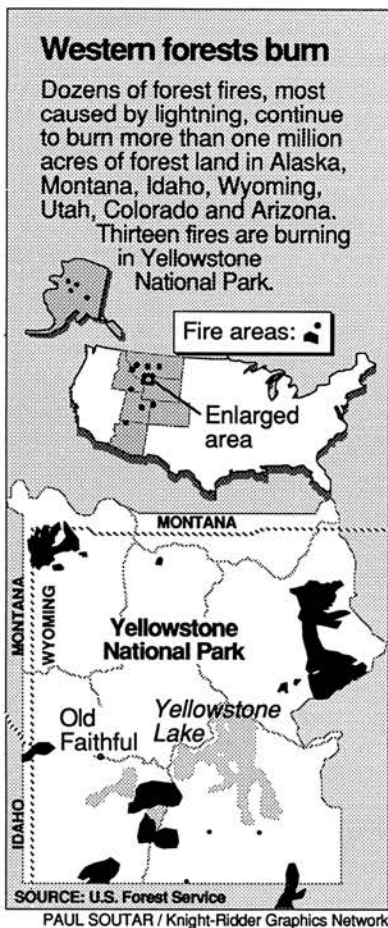 Western forests burn
Dozens of forest fires, most
caused by lightning, continue
to burn more than one million
acres of forest land in Alaska,
Montana, Idaho, Wyoming,
Utah, Colorado and Arizona.
Thirteen fires are burning
in Yellowstone
National Park.
Fire areas:
Enlarged
area
MONTANA
MONTANA
WYOMING
Yellowstone
National Park
Old
Faithful
Yellowstone
Lake
IDAHO
SOURCE: U.S. Forest Service
PAUL SOUTAR / Knight-Ridder Graphics Network